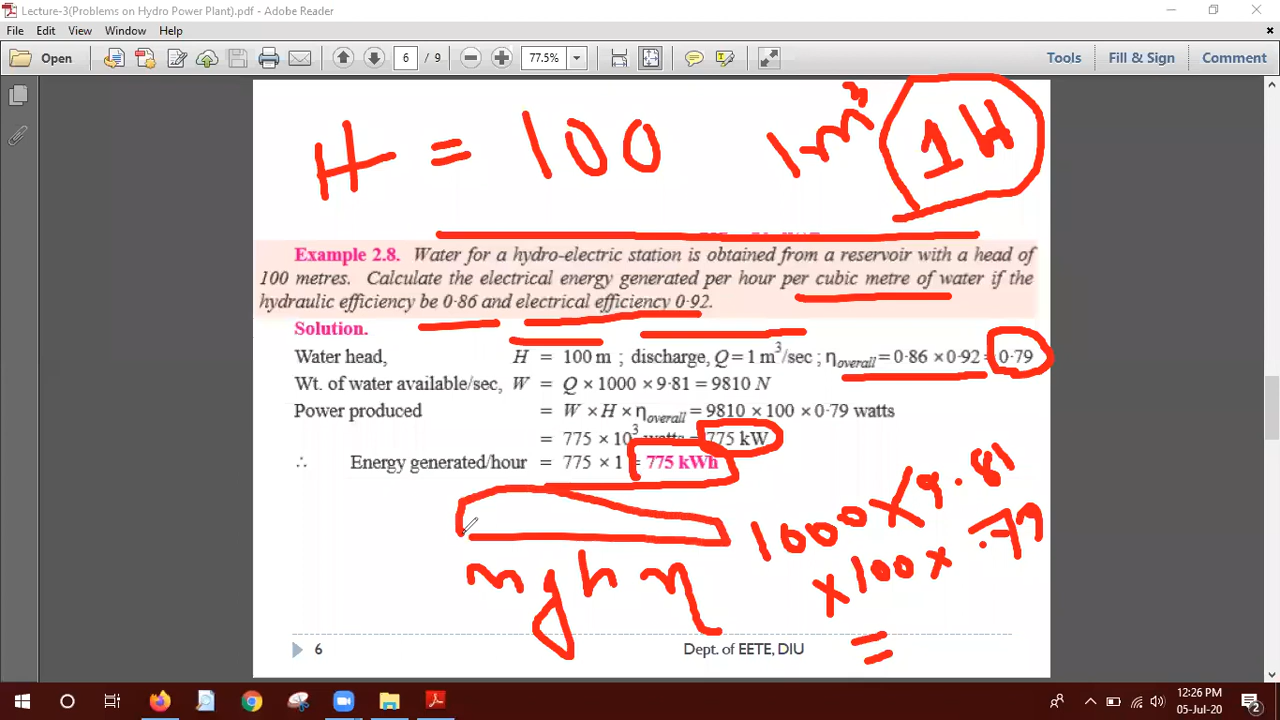 Lecture-3(Problems on Hydro Power Plant).pdf - Adobe Reader
File Edit View Window Help
Open 6 / 9 77.5% Tools Fill & Sign Comment
H = 100 1m³ 1H
Example 2.8. Water for a hydro-electric station is obtained from a reservoir with a head of
100 metres. Calculate the electrical energy generated per hour per cubic metre of water if the
hydraulic efficiency be 0·86 and electrical efficiency 0·92.
Solution.
Water head, H = 100 m ; discharge, Q = 1 m³/sec ; ηoverall = 0·86 × 0·92 = 0·79
Wt. of water available/sec, W = Q × 1000 × 9·81 = 9810 N
Power produced = W × H × ηoverall = 9810 × 100 × 0·79 watts
= 775 × 10³ watts = 775 kW
∴ Energy generated/hour = 775 × 1 = 775 kWh
1000 × 9.81
× 100 × .79
=
m g h η
6 Dept. of EETE, DIU
12:26 PM
05-Jul-20
2